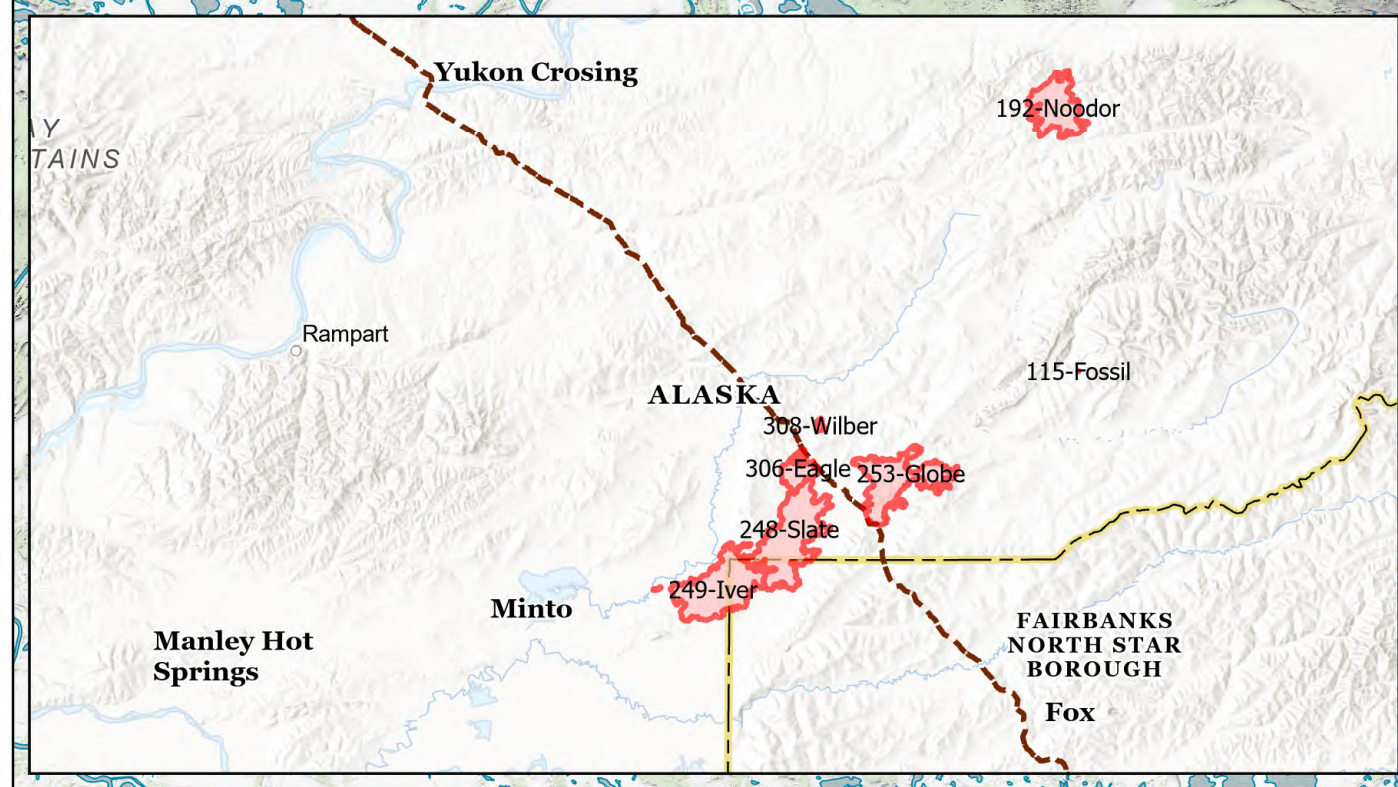 Yukon Crosing
192-Noodor
AY
TAINS
Rampart
115-Fossil
ALASKA
308-Wilber
306-Eagle
253-Globe
248-Slate
249-Iver
Minto
Manley Hot
Springs
FAIRBANKS
NORTH STAR
BOROUGH
Fox